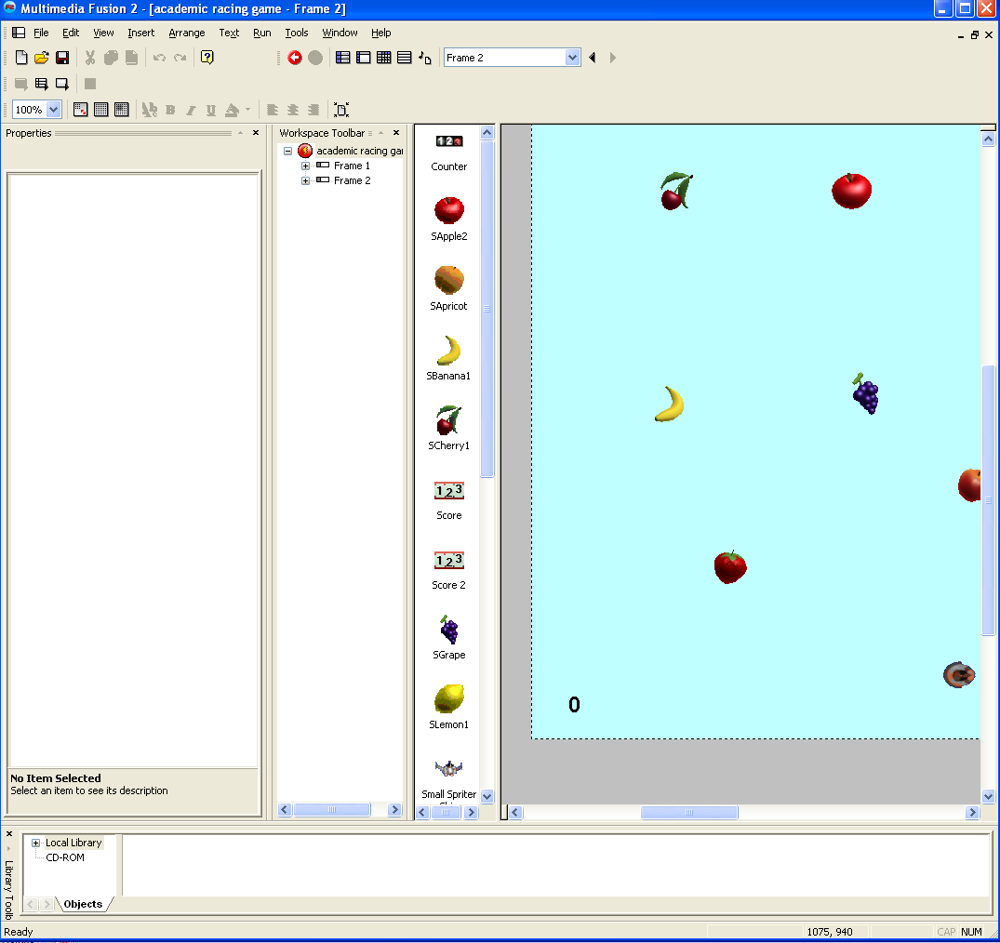 Multimedia Fusion 2 - [academic racing game - Frame 2]
File Edit View Insert Arrange Text Run Tools Window Help
Frame 2
100%
Properties
Workspace Toolbar
academic racing gar
Frame 1
Frame 2
Counter
SApple2
SApricot
SBanana1
SCherry1
Score
Score 2
SGrape
SLemon1
Small Spriter
0
No Item Selected
Select an item to see its description
Library Toolb
Local Library
CD-ROM
Objects
Ready
1075, 940
CAP NUM